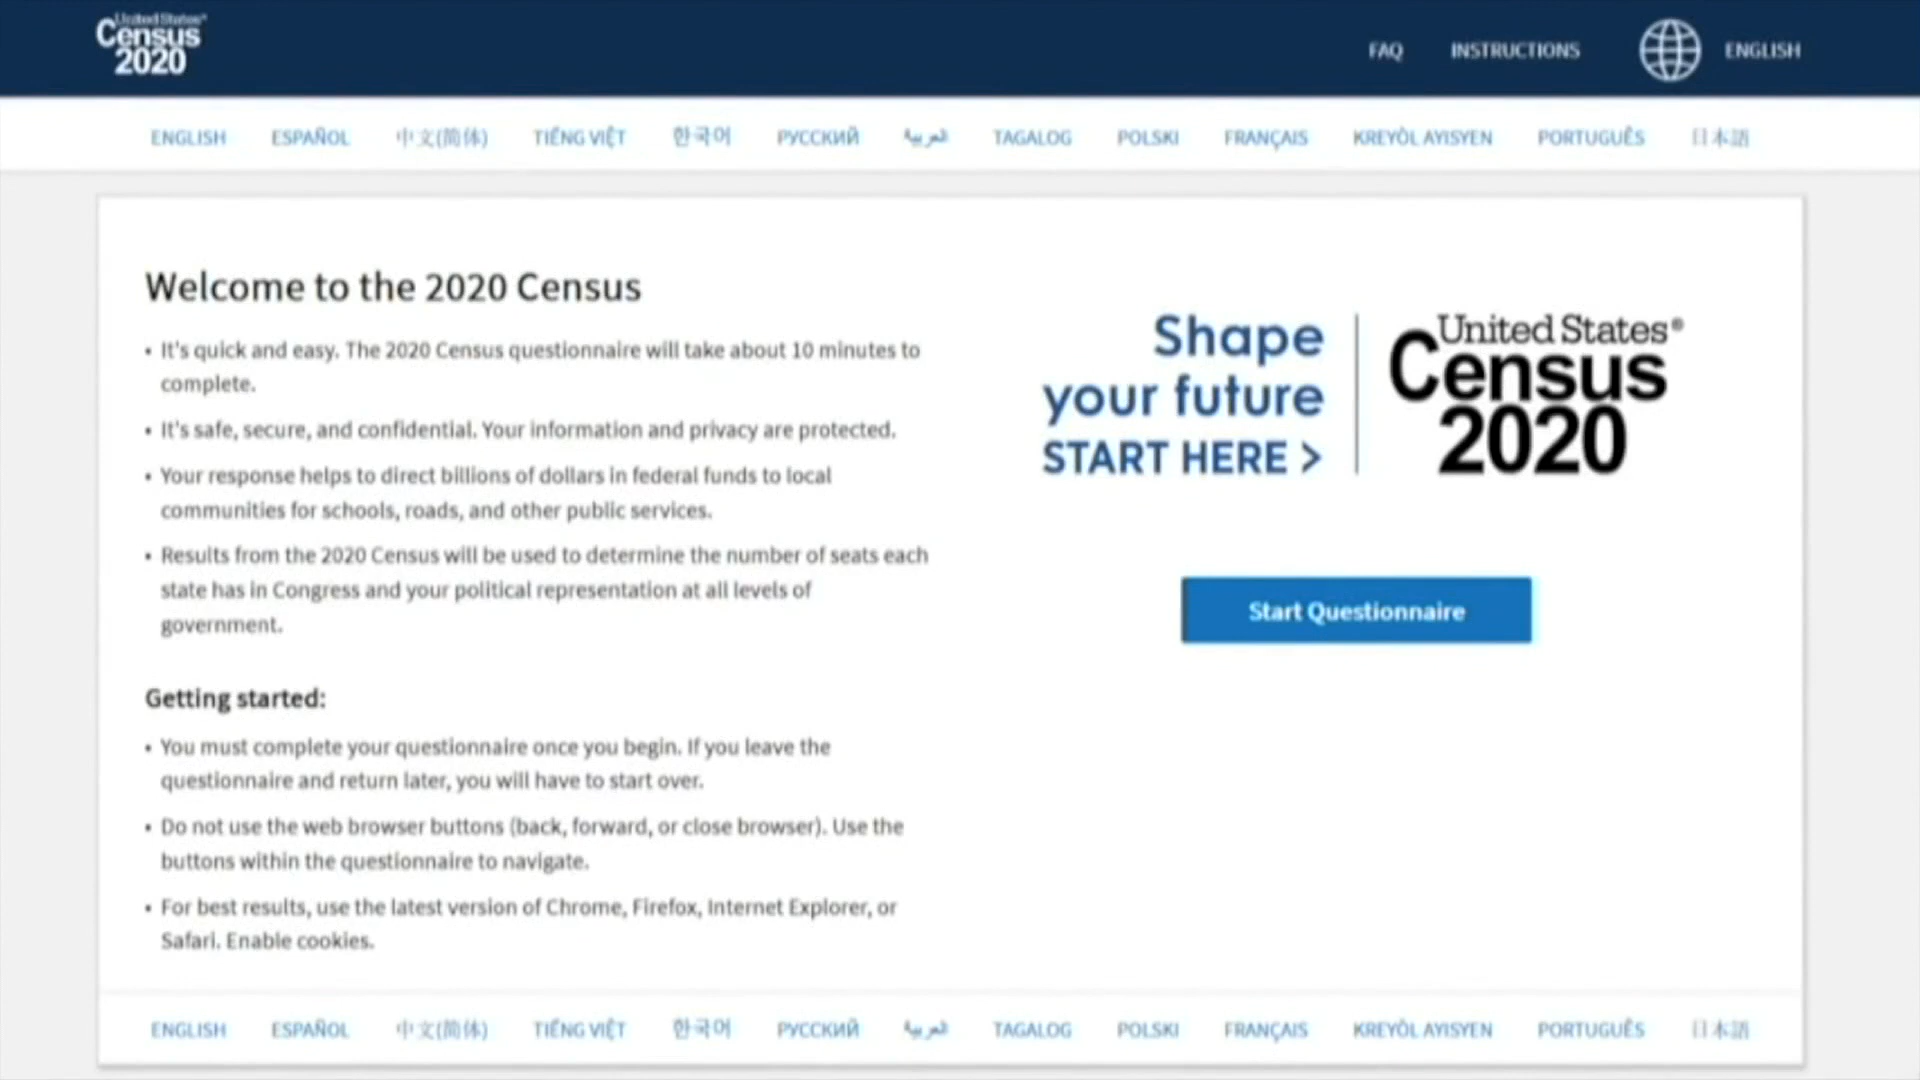 United States®
Census
2020
FAQ
INSTRUCTIONS
ENGLISH
ENGLISH
ESPAÑOL
中文(简体)
TIẾNG VIỆT
한국어
РУССКИЙ
العربية
TAGALOG
POLSKI
FRANÇAIS
KREYÒL AYISYEN
PORTUGUÊS
日本語
Welcome to the 2020 Census
• It's quick and easy. The 2020 Census questionnaire will take about 10 minutes to
complete.
• It's safe, secure, and confidential. Your information and privacy are protected.
• Your response helps to direct billions of dollars in federal funds to local
communities for schools, roads, and other public services.
• Results from the 2020 Census will be used to determine the number of seats each
state has in Congress and your political representation at all levels of
government.
Getting started:
• You must complete your questionnaire once you begin. If you leave the
questionnaire and return later, you will have to start over.
• Do not use the web browser buttons (back, forward, or close browser). Use the
buttons within the questionnaire to navigate.
• For best results, use the latest version of Chrome, Firefox, Internet Explorer, or
Safari. Enable cookies.
Shape
your future
START HERE >
United States®
Census
2020
Start Questionnaire
ENGLISH
ESPAÑOL
中文(简体)
TIẾNG VIỆT
한국어
РУССКИЙ
العربية
TAGALOG
POLSKI
FRANÇAIS
KREYÒL AYISYEN
PORTUGUÊS
日本語